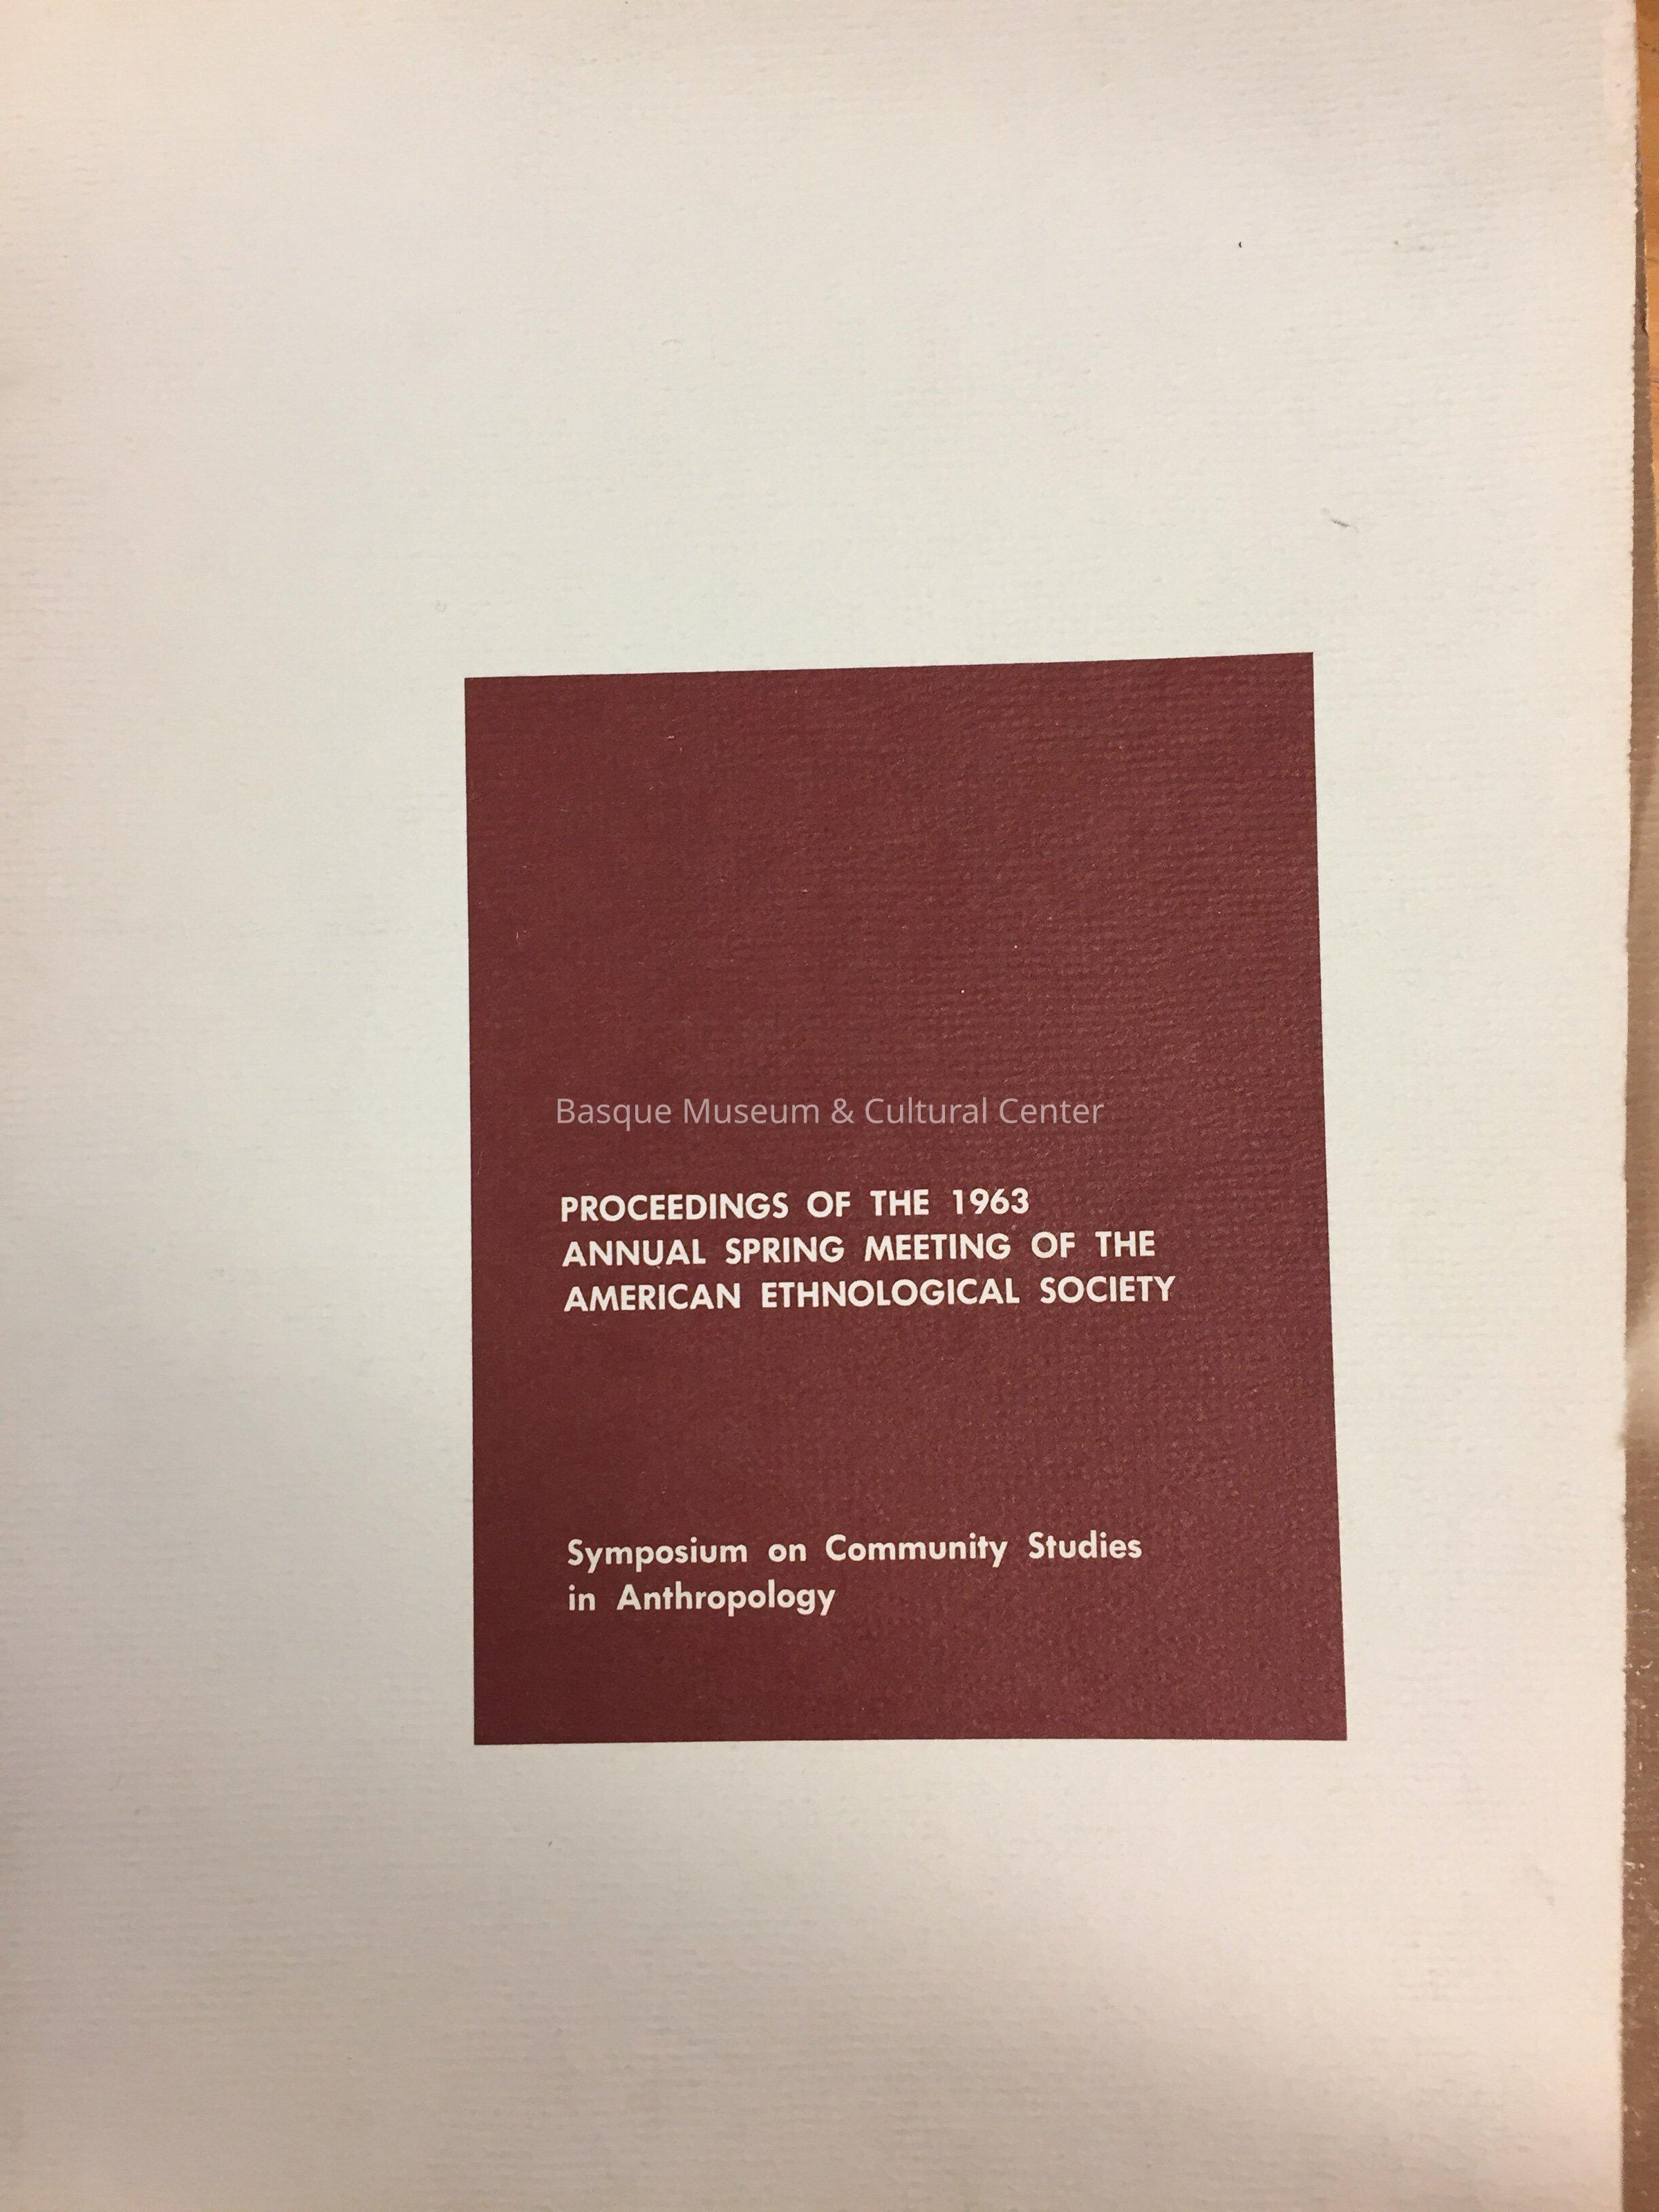 Basque Museum & Cultural Center
PROCEEDINGS OF THE 1963
ANNUAL SPRING MEETING OF THE
AMERICAN ETHNOLOGICAL SOCIETY
Symposium on Community Studies
in Anthropology